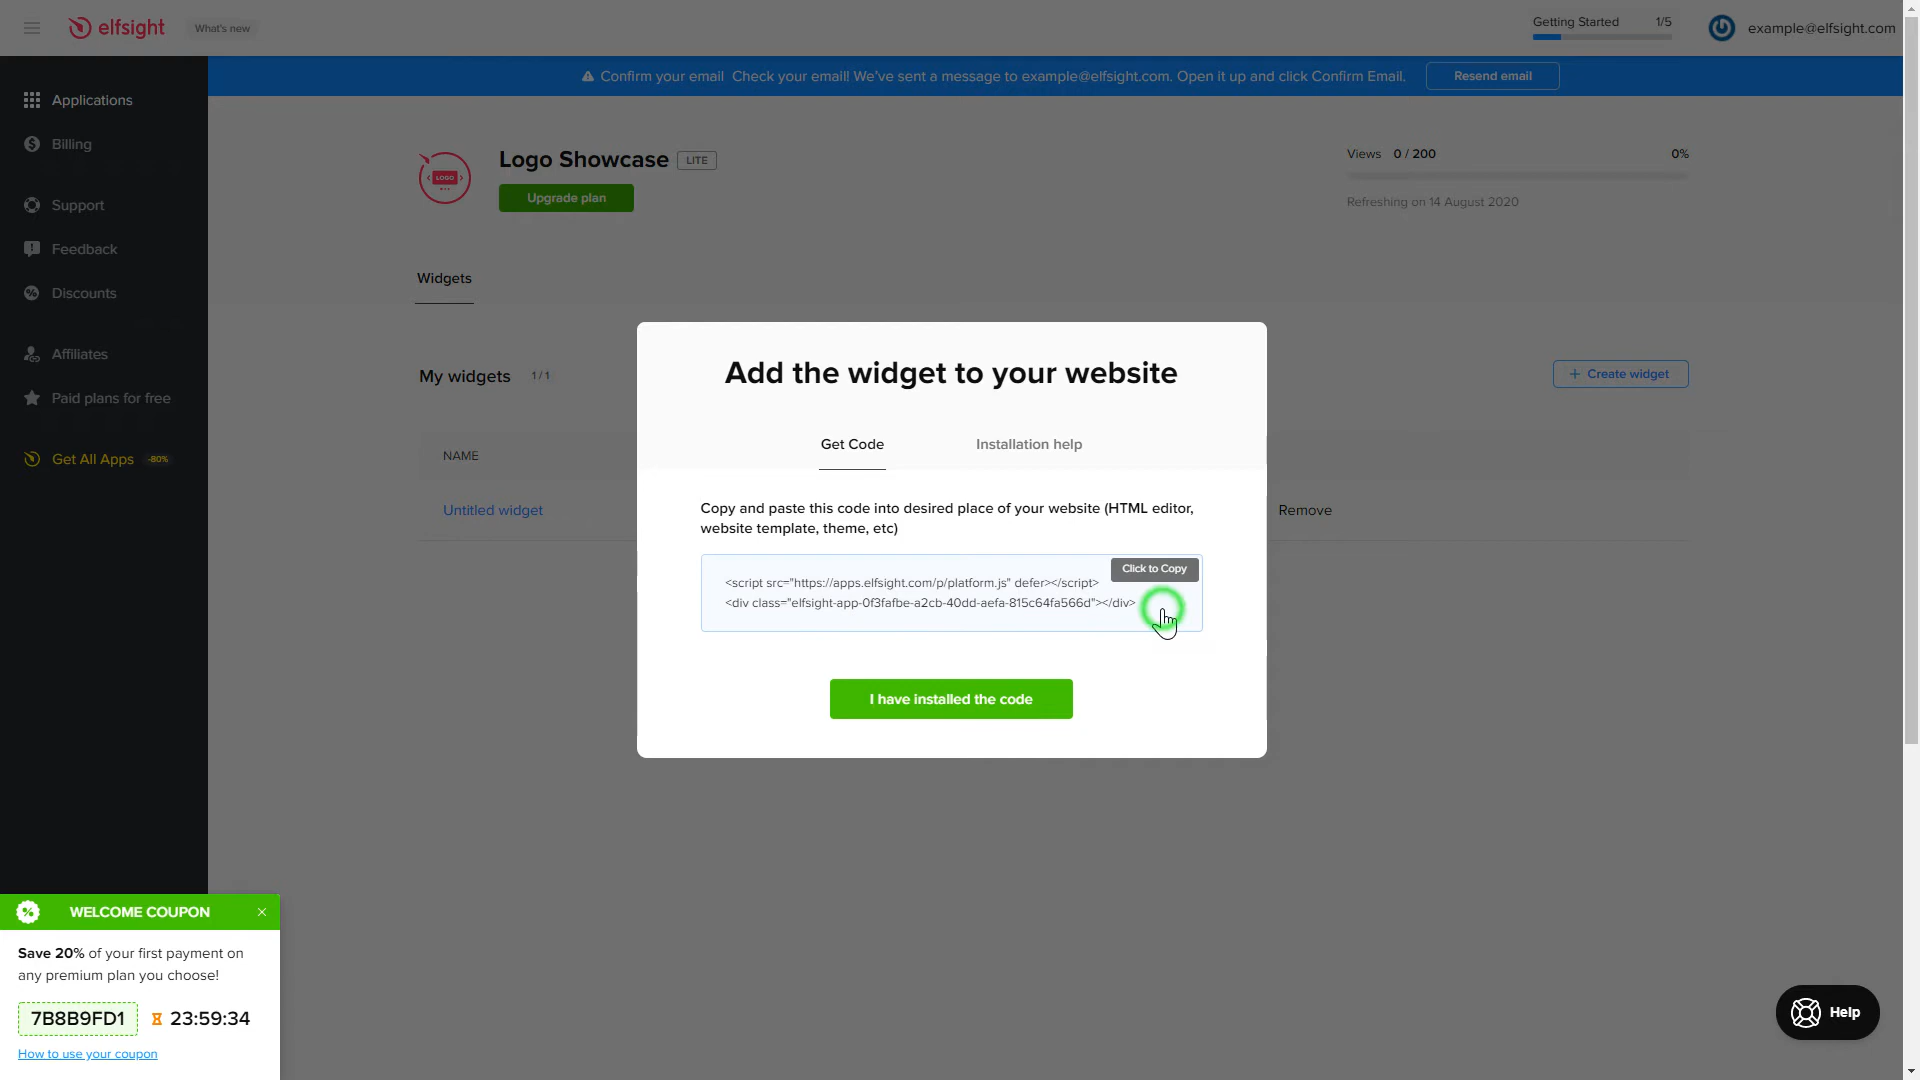 elfsight
What's new
Getting Started 1/5
example@elfsight.com
Confirm your email Check your email! We've sent a message to example@elfsight.com. Open it up and click Confirm Email.
Resend email
Applications
Billing
Support
Feedback
Discounts
Affiliates
Paid plans for free
Get All Apps -80%
LOGO
Logo Showcase LITE
Upgrade plan
Views 0 / 200 0%
Refreshing on 14 August 2020
Widgets
My widgets 1 / 1
Create widget
NAME
Untitled widget
Remove
Add the widget to your website
Get Code Installation help
Copy and paste this code into desired place of your website (HTML editor,
website template, theme, etc)
Click to Copy
<script src="https://apps.elfsight.com/p/platform.js" defer></script>
<div class="elfsight-app-0f3fafbe-a2cb-40dd-aefa-815c64fa566d"></div>
I have installed the code
WELCOME COUPON
Save 20% of your first payment on
any premium plan you choose!
7B8B9FD1 23:59:34
How to use your coupon
Help